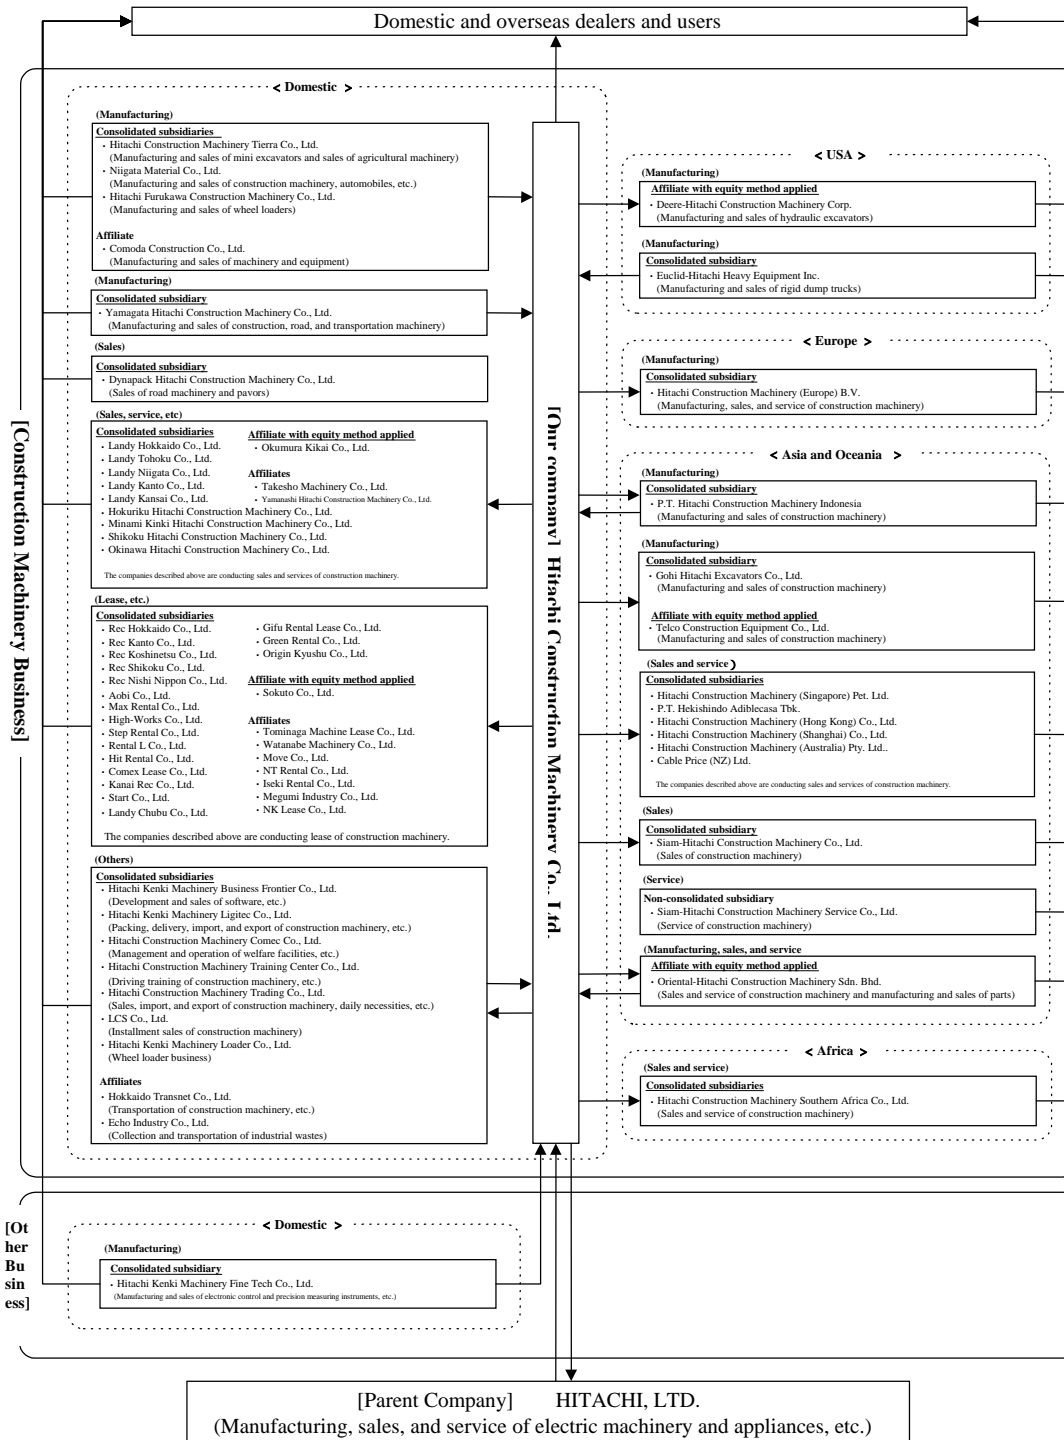 Domestic and overseas dealers and users
[Construction Machinery Business]
< Domestic >
(Manufacturing)
Consolidated subsidiaries
・Hitachi Construction Machinery Tierra Co., Ltd.
(Manufacturing and sales of mini excavators and sales of agricultural machinery)
・Niigata Material Co., Ltd.
(Manufacturing and sales of construction machinery, automobiles, etc.)
・Hitachi Furukawa Construction Machinery Co., Ltd.
(Manufacturing and sales of wheel loaders)
Affiliate
・Comoda Construction Co., Ltd.
(Manufacturing and sales of machinery and equipment)
(Manufacturing)
Consolidated subsidiary
・Yamagata Hitachi Construction Machinery Co., Ltd.
(Manufacturing and sales of construction, road, and transportation machinery)
(Sales)
Consolidated subsidiary
・Dynapack Hitachi Construction Machinery Co., Ltd.
(Sales of road machinery and pavors)
(Sales, service, etc)
Consolidated subsidiaries
・Landy Hokkaido Co., Ltd.
・Landy Tohoku Co., Ltd.
・Landy Niigata Co., Ltd.
・Landy Kanto Co., Ltd.
・Landy Kansai Co., Ltd.
・Hokuriku Hitachi Construction Machinery Co., Ltd.
・Minami Kinki Hitachi Construction Machinery Co., Ltd.
・Shikoku Hitachi Construction Machinery Co., Ltd.
・Okinawa Hitachi Construction Machinery Co., Ltd.
Affiliate with equity method applied
・Okumura Kikai Co., Ltd.
Affiliates
・Takesho Machinery Co., Ltd.
・Yamanashi Hitachi Construction Machinery Co., Ltd.
The companies described above are conducting sales and services of construction machinery.
(Lease, etc.)
Consolidated subsidiaries
・Rec Hokkaido Co., Ltd.
・Rec Kanto Co., Ltd.
・Rec Koshinetsu Co., Ltd.
・Rec Shikoku Co., Ltd.
・Rec Nishi Nippon Co., Ltd.
・Aobi Co., Ltd.
・Max Rental Co., Ltd.
・High-Works Co., Ltd.
・Step Rental Co., Ltd.
・Rental L Co., Ltd.
・Hit Rental Co., Ltd.
・Comex Lease Co., Ltd.
・Kanai Rec Co., Ltd.
・Start Co., Ltd.
・Landy Chubu Co., Ltd.
・Gifu Rental Lease Co., Ltd.
・Green Rental Co., Ltd.
・Origin Kyushu Co., Ltd.
Affiliate with equity method applied
・Sokuto Co., Ltd.
Affiliates
・Tominaga Machine Lease Co., Ltd.
・Watanabe Machinery Co., Ltd.
・Move Co., Ltd.
・NT Rental Co., Ltd.
・Iseki Rental Co., Ltd.
・Megumi Industry Co., Ltd.
・NK Lease Co., Ltd.
The companies described above are conducting lease of construction machinery.
(Others)
Consolidated subsidiaries
・Hitachi Kenki Machinery Business Frontier Co., Ltd.
(Development and sales of software, etc.)
・Hitachi Kenki Machinery Ligitec Co., Ltd.
(Packing, delivery, import, and export of construction machinery, etc.)
・Hitachi Construction Machinery Comec Co., Ltd.
(Management and operation of welfare facilities, etc.)
・Hitachi Construction Machinery Training Center Co., Ltd.
(Driving training of construction machinery, etc.)
・Hitachi Construction Machinery Trading Co., Ltd.
(Sales, import, and export of construction machinery, daily necessities, etc.)
・LCS Co., Ltd.
(Installment sales of construction machinery)
・Hitachi Kenki Machinery Loader Co., Ltd.
(Wheel loader business)
Affiliates
・Hokkaido Transnet Co., Ltd.
(Transportation of construction machinery, etc.)
・Echo Industry Co., Ltd.
(Collection and transportation of industrial wastes)
[Our company] Hitachi Construction Machinery Co., Ltd.
< USA >
(Manufacturing)
Affiliate with equity method applied
・Deere-Hitachi Construction Machinery Corp.
(Manufacturing and sales of hydraulic excavators)
(Manufacturing)
Consolidated subsidiary
・Euclid-Hitachi Heavy Equipment Inc.
(Manufacturing and sales of rigid dump trucks)
< Europe >
(Manufacturing)
Consolidated subsidiary
・Hitachi Construction Machinery (Europe) B.V.
(Manufacturing, sales, and service of construction machinery)
< Asia and Oceania >
(Manufacturing)
Consolidated subsidiary
・P.T. Hitachi Construction Machinery Indonesia
(Manufacturing and sales of construction machinery)
(Manufacturing)
Consolidated subsidiary
・Gohi Hitachi Excavators Co., Ltd.
(Manufacturing and sales of construction machinery)
Affiliate with equity method applied
・Telco Construction Equipment Co., Ltd.
(Manufacturing and sales of construction machinery)
(Sales and service)
Consolidated subsidiaries
・Hitachi Construction Machinery (Singapore) Pet. Ltd.
・P.T. Hekishindo Adiblecasa Tbk.
・Hitachi Construction Machinery (Hong Kong) Co., Ltd.
・Hitachi Construction Machinery (Shanghai) Co., Ltd.
・Hitachi Construction Machinery (Australia) Pty. Ltd..
・Cable Price (NZ) Ltd.
The companies described above are conducting sales and services of construction machinery.
(Sales)
Consolidated subsidiary
・Siam-Hitachi Construction Machinery Co., Ltd.
(Sales of construction machinery)
(Service)
Non-consolidated subsidiary
・Siam-Hitachi Construction Machinery Service Co., Ltd.
(Service of construction machinery)
(Manufacturing, sales, and service
Affiliate with equity method applied
・Oriental-Hitachi Construction Machinery Sdn. Bhd.
(Sales and service of construction machinery and manufacturing and sales of parts)
< Africa >
(Sales and service)
Consolidated subsidiaries
・Hitachi Construction Machinery Southern Africa Co., Ltd.
(Sales and service of construction machinery)
[Ot
her
Bu
sin
ess]
< Domestic >
(Manufacturing)
Consolidated subsidiary
・Hitachi Kenki Machinery Fine Tech Co., Ltd.
(Manufacturing and sales of electronic control and precision measuring instruments, etc.)
[Parent Company] HITACHI, LTD.
(Manufacturing, sales, and service of electric machinery and appliances, etc.)